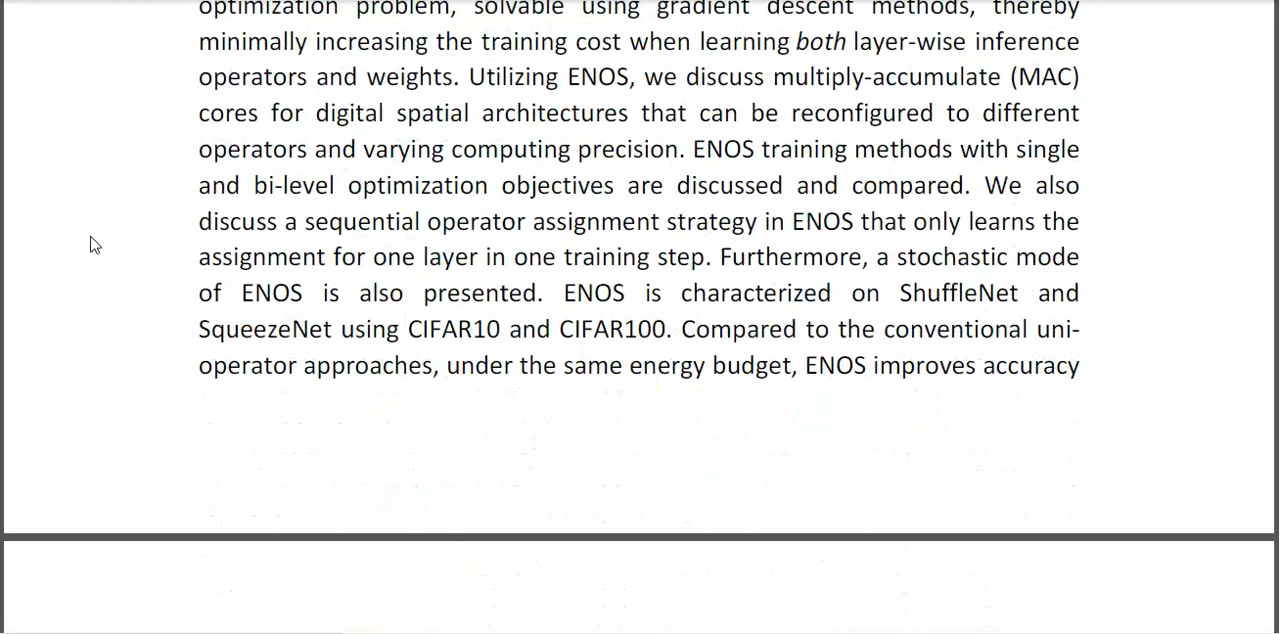 optimization problem, solvable using gradient descent methods, thereby
minimally increasing the training cost when learning both layer-wise inference
operators and weights. Utilizing ENOS, we discuss multiply-accumulate (MAC)
cores for digital spatial architectures that can be reconfigured to different
operators and varying computing precision. ENOS training methods with single
and bi-level optimization objectives are discussed and compared. We also
discuss a sequential operator assignment strategy in ENOS that only learns the
assignment for one layer in one training step. Furthermore, a stochastic mode
of ENOS is also presented. ENOS is characterized on ShuffleNet and
SqueezeNet using CIFAR10 and CIFAR100. Compared to the conventional uni-
operator approaches, under the same energy budget, ENOS improves accuracy